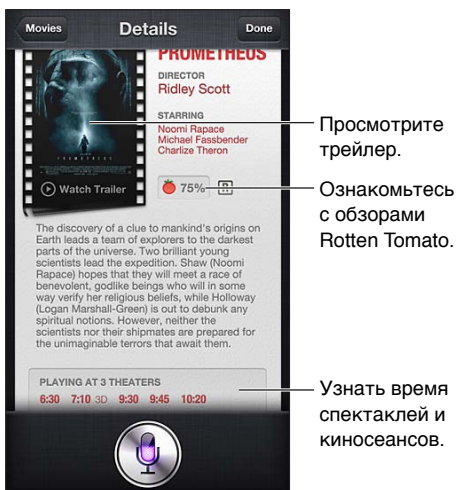 Movies
Details
Done
PROMETHEUS
DIRECTOR
Ridley Scott
STARRING
Noomi Rapace
Michael Fassbender
Charlize Theron
PROMETHEUS
Watch Trailer
75%
R
The discovery of a clue to mankind's origins on
Earth leads a team of explorers to the darkest
parts of the universe. Two brilliant young
scientists lead the expedition. Shaw (Noomi
Rapace) hopes that they will meet a race of
benevolent, godlike beings who will in some
way verify her religious beliefs, while Holloway
(Logan Marshall-Green) is out to debunk any
spiritual notions. However, neither the
scientists nor their shipmates are prepared for
the unimaginable terrors that await them.
PLAYING AT 3 THEATERS
6:30 7:10 3D 9:30 9:45 10:20
Просмотрите
трейлер.
Ознакомьтесь
с обзорами
Rotten Tomato.
Узнать время
спектаклей и
киносеансов.